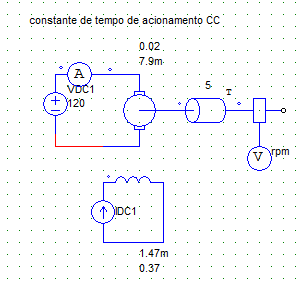 constante de tempo de acionamento CC
0.02
7.9m
A
VDC1
120
5
T
V
rpm
IDC1
1.47m
0.37